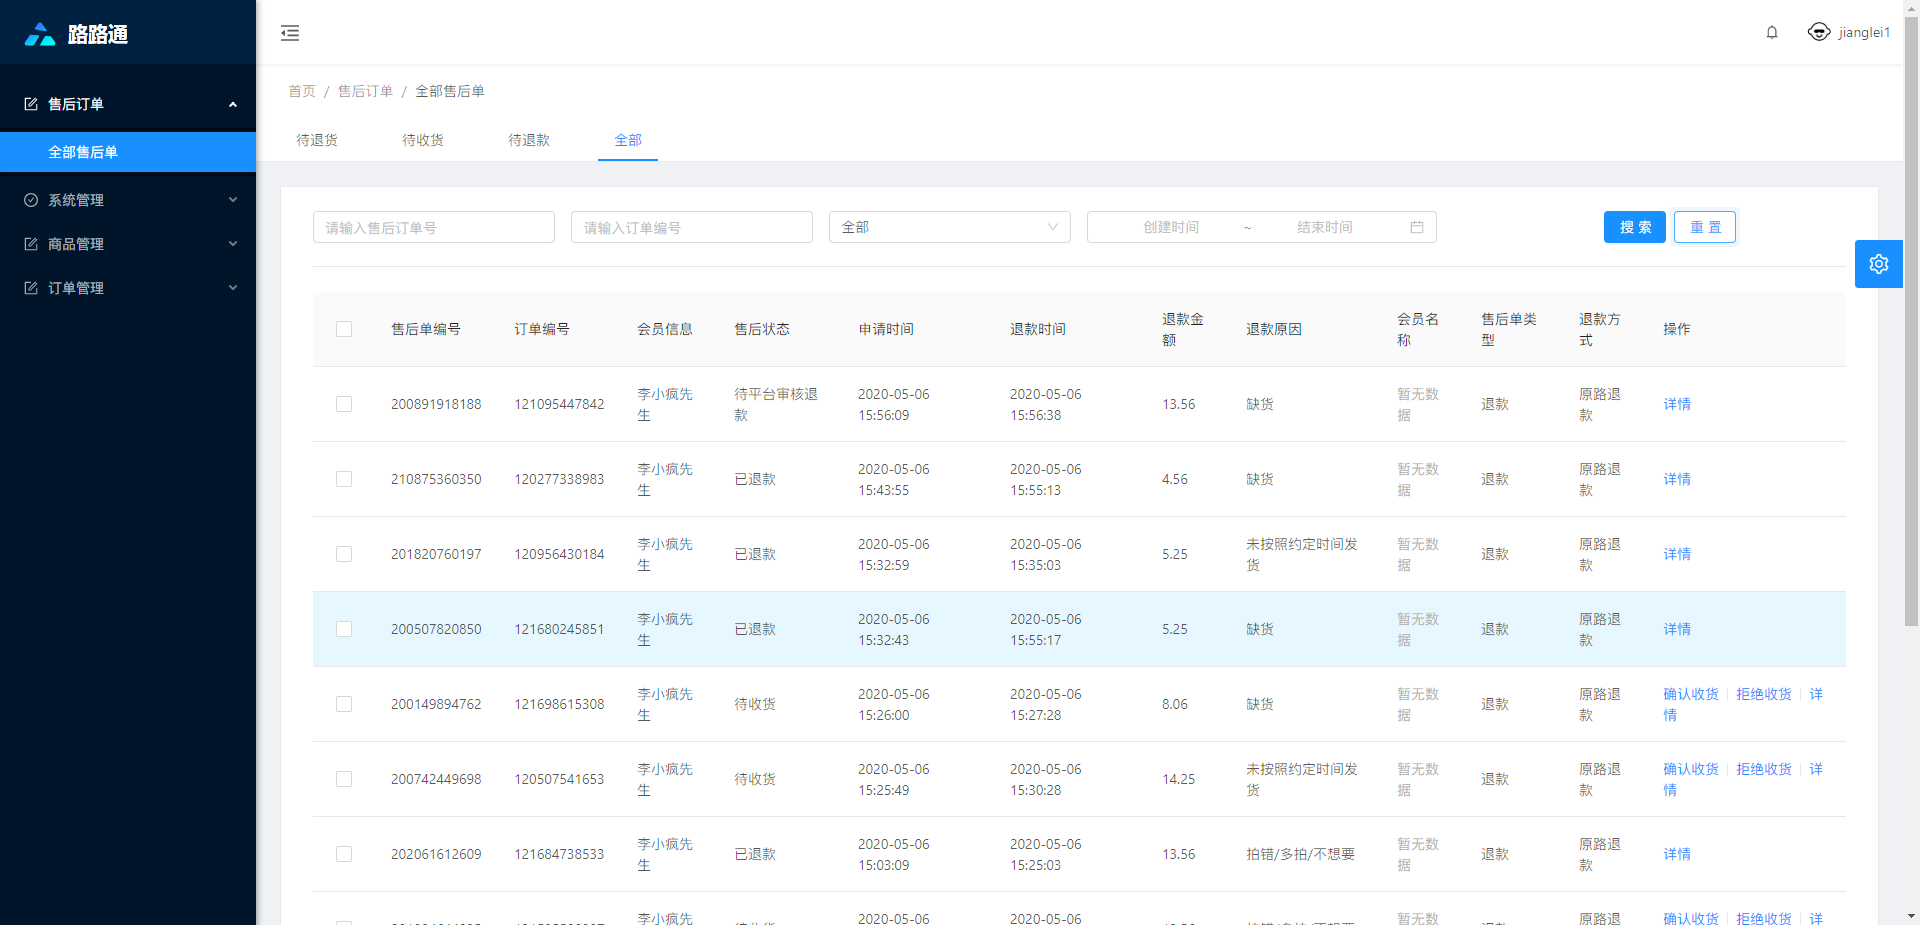 路路通
jianglei1
售后订单
全部售后单
系统管理
商品管理
订单管理
首页 / 售后订单 / 全部售后单
待退货 待收货 待退款 全部
请输入售后订单号 请输入订单编号 全部 创建时间 ~ 结束时间 搜 索 重 置
售后单编号 订单编号 会员信息 售后状态 申请时间 退款时间 退款金 退款原因 会员名 售后单类 退款方 操作
额 称 型 式
李小疯先 待平台审核退 2020-05-06 2020-05-06 暂无数 原路退
200891918188 121095447842 13.56 缺货 退款 详情
生 款 15:56:09 15:56:38 据 款
李小疯先 2020-05-06 2020-05-06 暂无数 原路退
210875360350 120277338983 已退款 4.56 缺货 退款 详情
生 15:43:55 15:55:13 据 款
李小疯先 2020-05-06 2020-05-06 未按照约定时间发 暂无数 原路退
201820760197 120956430184 已退款 5.25 退款 详情
生 15:32:59 15:35:03 货 据 款
李小疯先 2020-05-06 2020-05-06 暂无数 原路退
200507820850 121680245851 已退款 5.25 缺货 退款 详情
生 15:32:43 15:55:17 据 款
李小疯先 2020-05-06 2020-05-06 暂无数 原路退 确认收货 拒绝收货 详
200149894762 121698615308 待收货 8.06 缺货 退款
生 15:26:00 15:27:28 据 款 情
李小疯先 2020-05-06 2020-05-06 未按照约定时间发 暂无数 原路退 确认收货 拒绝收货 详
200742449698 120507541653 待收货 14.25 退款
生 15:25:49 15:30:28 货 据 款 情
李小疯先 2020-05-06 2020-05-06 暂无数 原路退
202061612609 121684738533 已退款 13.56 拍错/多拍/不想要 退款 详情
生 15:03:09 15:25:03 据 款
李小疯先 2020-05-06 2020-05-06 暂无数 原路退 确认收货 拒绝收货 详